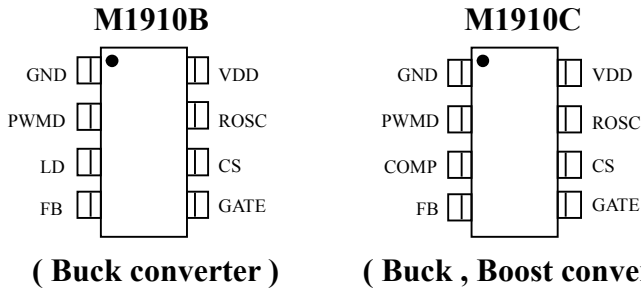 M1910B
M1910C
GND VDD
PWMD ROSC
LD CS
FB GATE
GND VDD
PWMD ROSC
COMP CS
FB GATE
( Buck converter )
( Buck , Boost